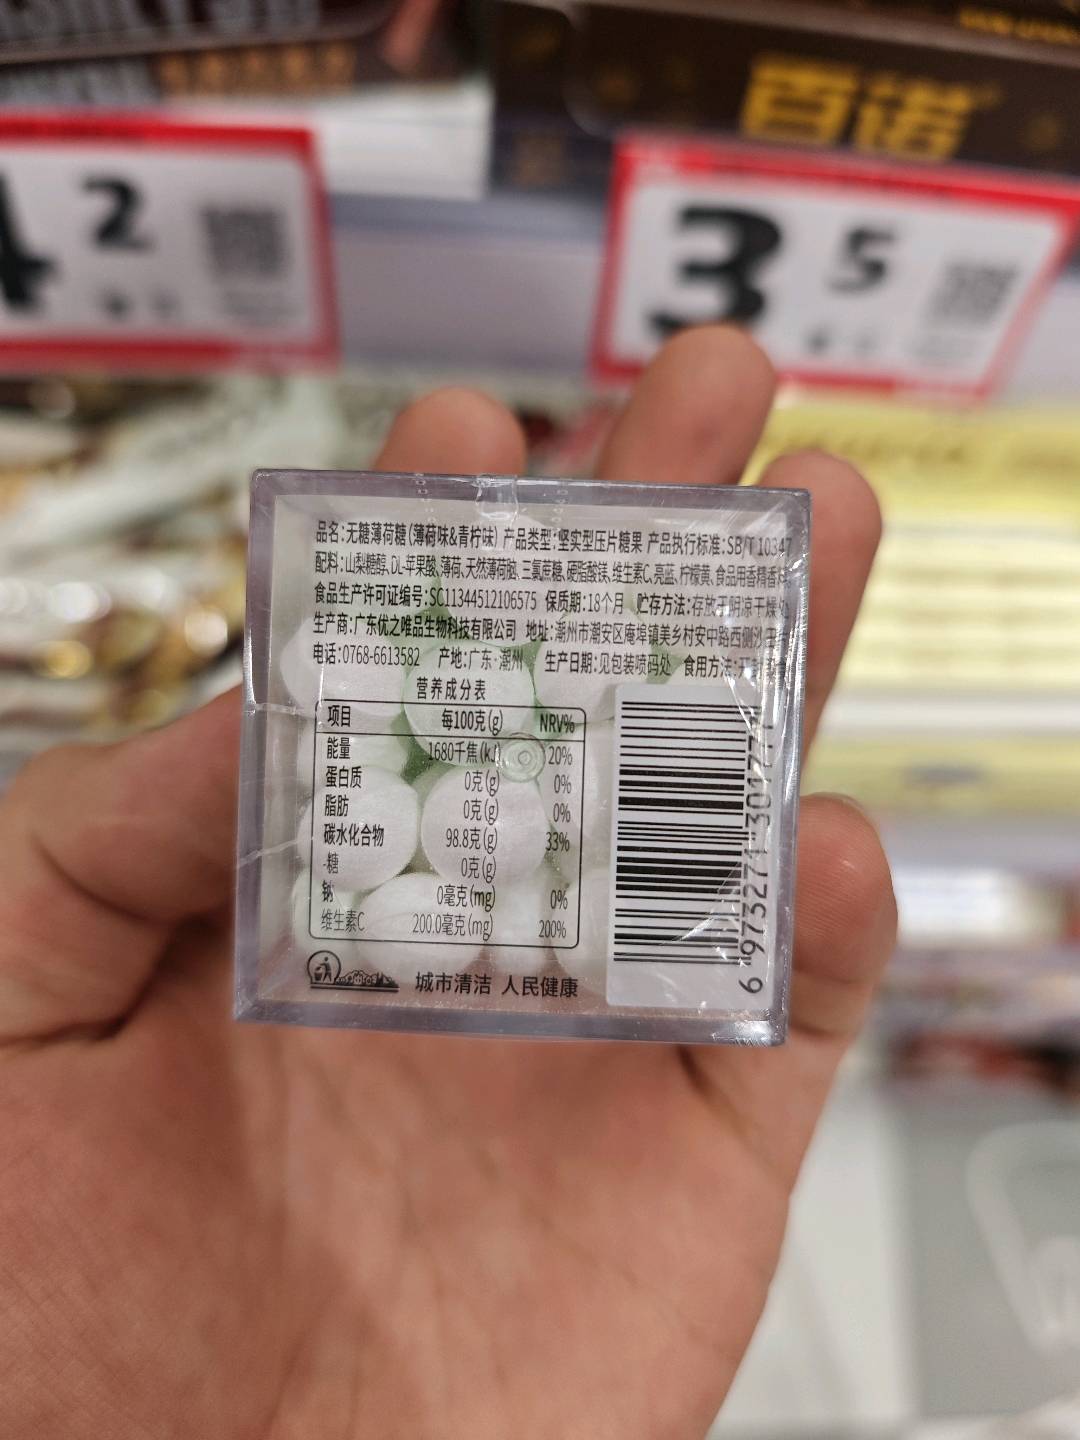 百诺
2
3 5
品名:无糖薄荷糖(薄荷味&青柠味) 产品类型:坚实型压片糖果 产品执行标准:SB/T 10347
配料:山梨糖醇、DL-苹果酸、薄荷、天然薄荷脑、三氯蔗糖、硬脂酸镁、维生素C、亮蓝、柠檬黄、食品用香精香料
食品生产许可证编号:SC11344512106575 保质期:18个月 贮存方法:存放于阴凉干燥处
生产商:广东优之唯品生物科技有限公司 地址:潮州市潮安区庵埠镇美乡村安中路西侧沙
电话:0768-6613582 产地:广东·潮州 生产日期:见包装喷码处 食用方法:开
营养成分表
项目 每100克(g) NRV%
能量 1680千焦(kJ) 20%
蛋白质 0克(g) 0%
脂肪 0克(g) 0%
碳水化合物 98.8克(g) 33%
-糖 0克(g)
钠 0毫克(mg) 0%
维生素C 200.0毫克(mg) 200%
城市清洁 人民健康
6 973271 30177